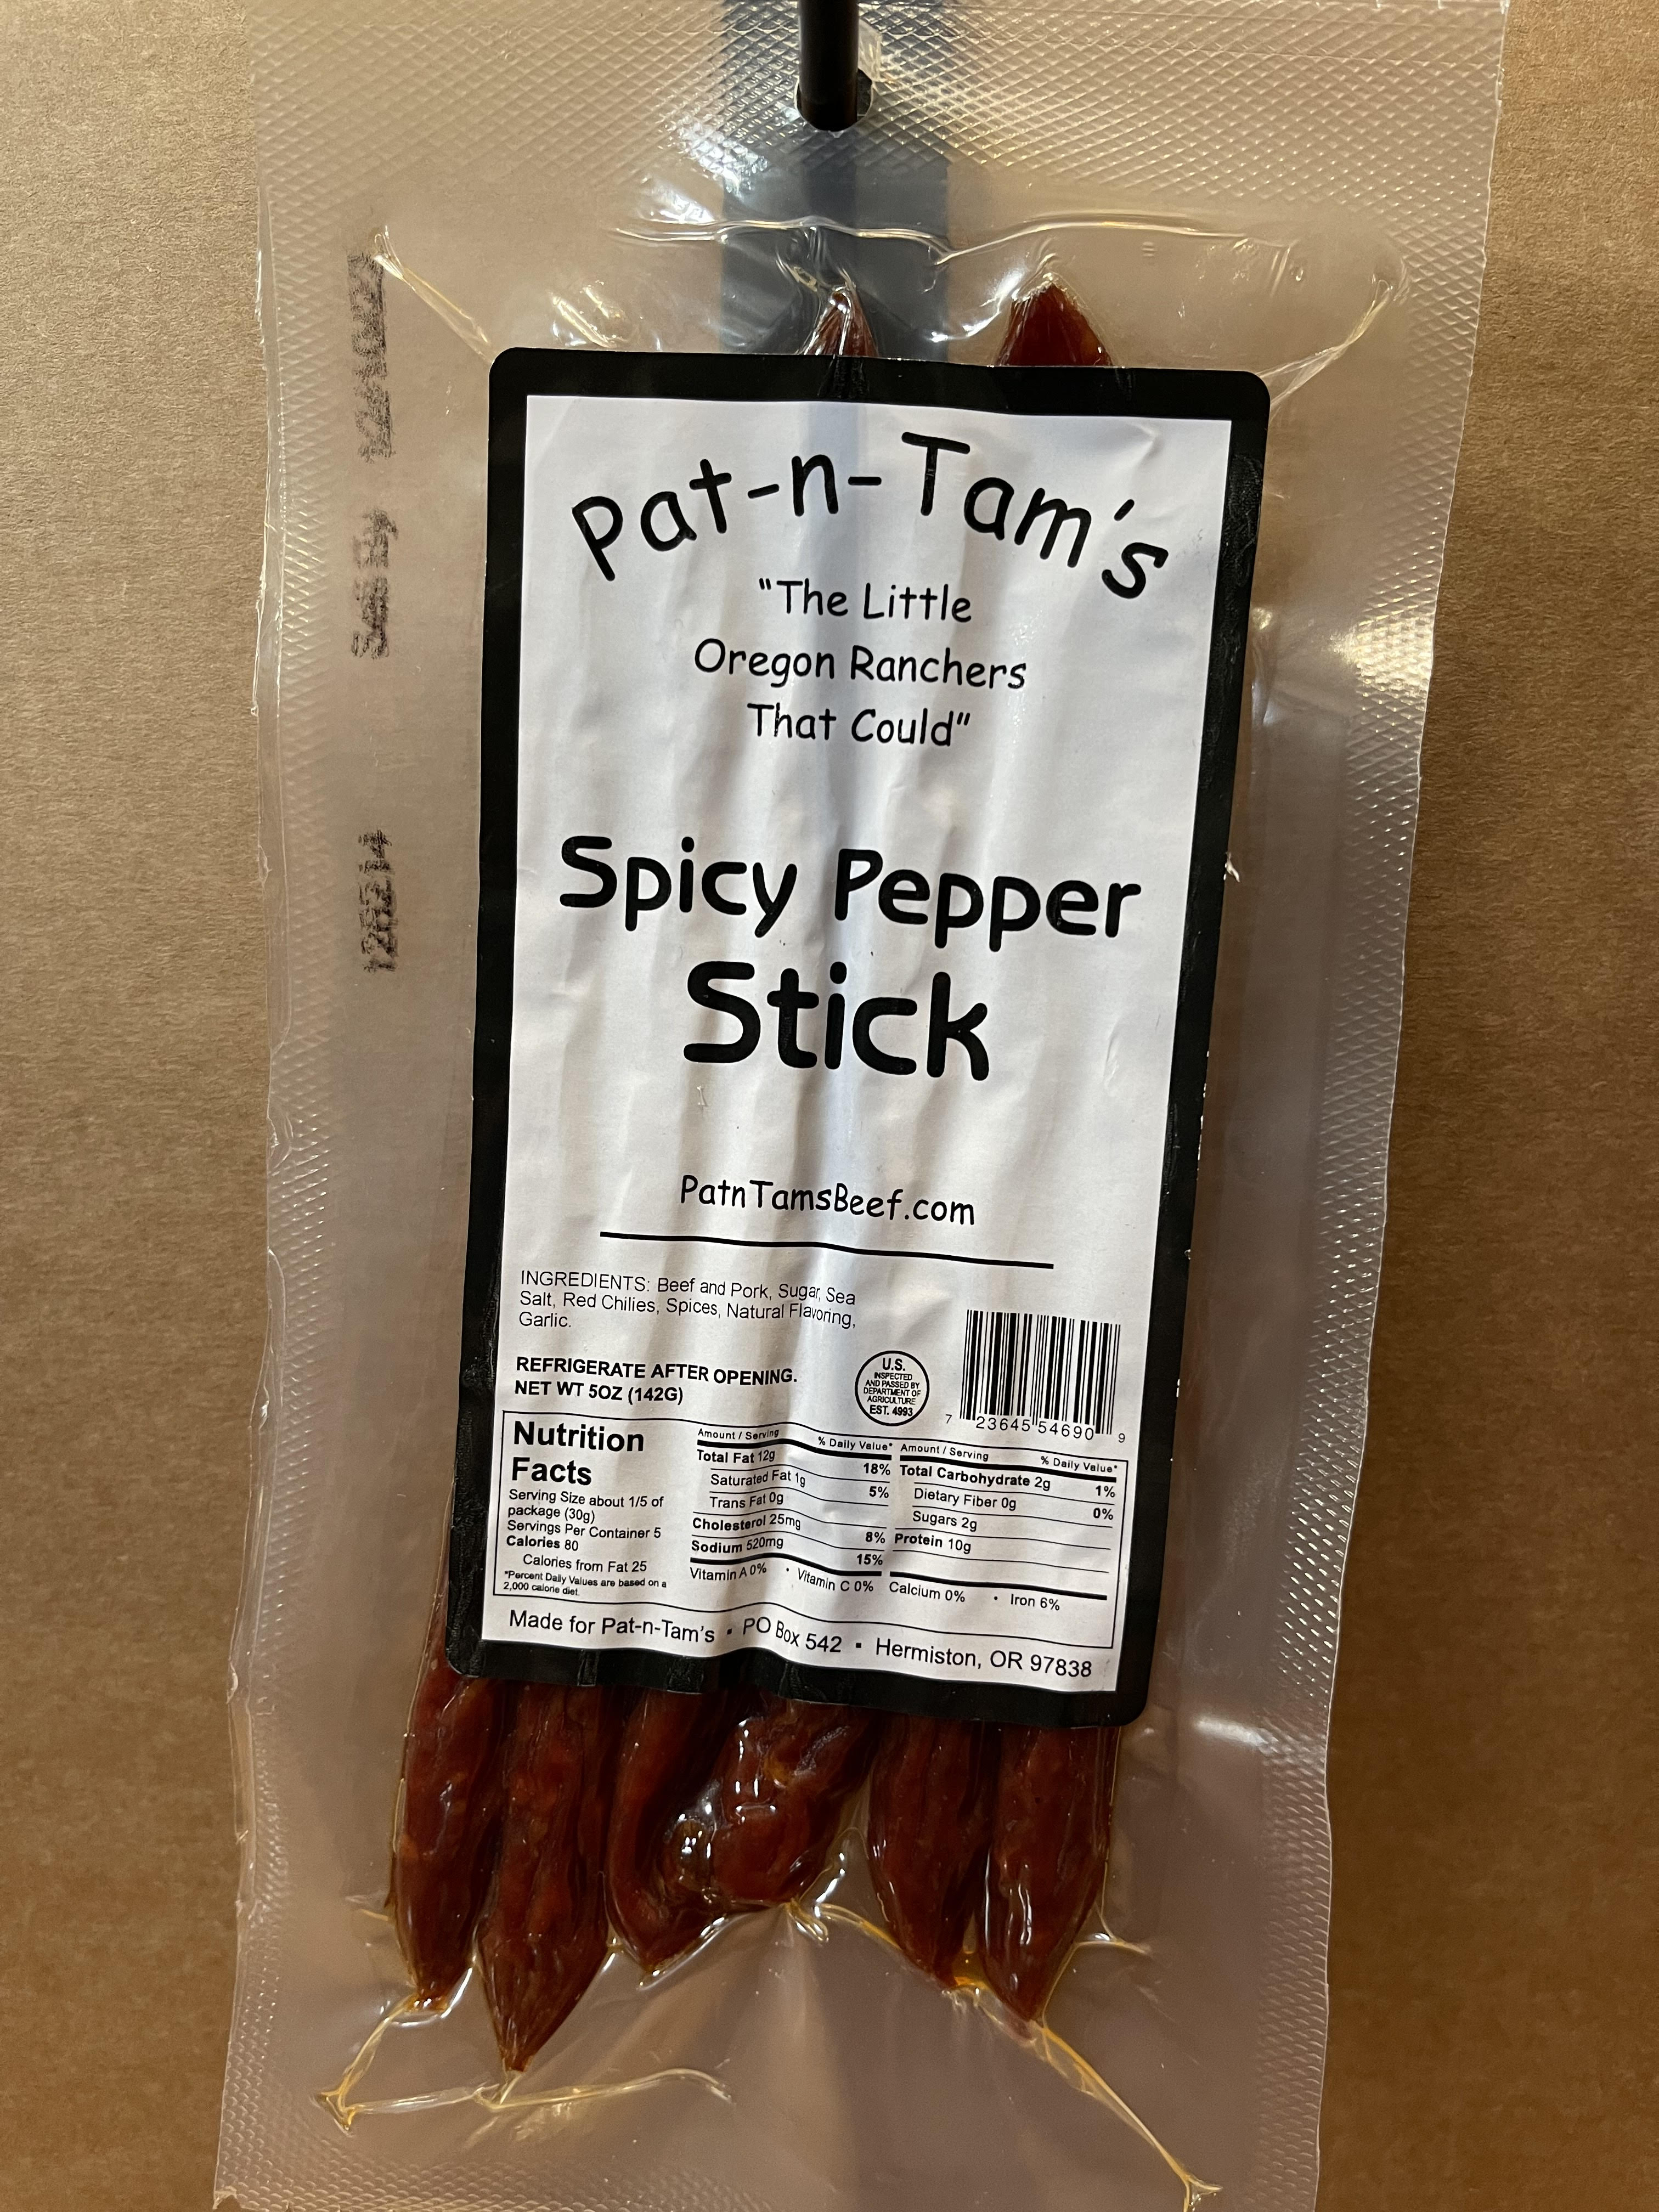 Pat-n-Tam's
"The Little
Oregon Ranchers
That Could"
Spicy Pepper
Stick
PatnTamsBeef.com
INGREDIENTS: Beef and Pork, Sugar, Sea
Salt, Red Chilies, Spices, Natural Flavoring,
Garlic.
REFRIGERATE AFTER OPENING.
NET WT 5OZ (142G)
U.S.
INSPECTED
AND PASSED BY
DEPARTMENT OF
AGRICULTURE
EST. 4993
7 23645 54690 9
Nutrition
Facts
Serving Size about 1/5 of
package (30g)
Servings Per Container 5
Calories 80
Calories from Fat 25
*Percent Daily Values are based on a
2,000 calorie diet.
Amount / Serving % Daily Value*
Total Fat 12g 18%
Saturated Fat 1g 5%
Trans Fat 0g
Cholesterol 25mg 8%
Sodium 520mg 15%
Amount / Serving % Daily Value*
Total Carbohydrate 2g 1%
Dietary Fiber 0g 0%
Sugars 2g
Protein 10g
Vitamin A 0% • Vitamin C 0% Calcium 0% • Iron 6%
Made for Pat-n-Tam's ▪ PO Box 542 ▪ Hermiston, OR 97838
Sell By